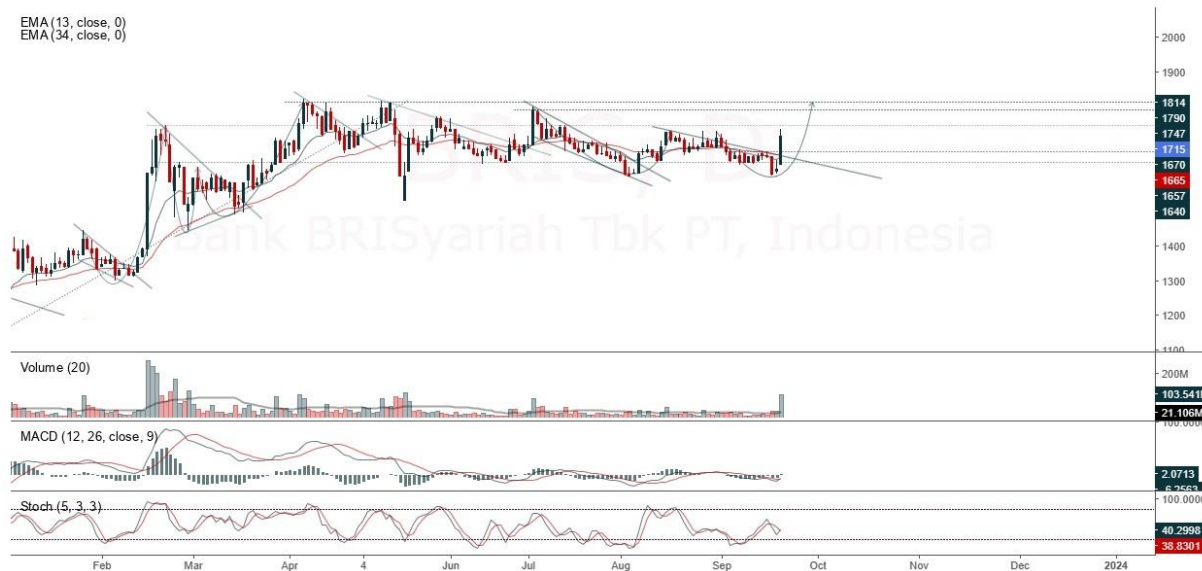 EMA (13, close, 0)
EMA (34, close, 0)
2000
1900
1814
1790
1747
1715
1670
1665
1657
1640
1400
1300
1200
1100
Bank BRISyariah Tbk PT, Indonesia
Volume (20)
200M
103.541
21.106M
MACD (12, 26, close, 9)
100.0000
2.0713
Stoch (5, 3, 3)
100.0000
40.2998
38.8301
Feb Mar Apr 4 Jun Jul Aug Sep Oct Nov Dec 2024